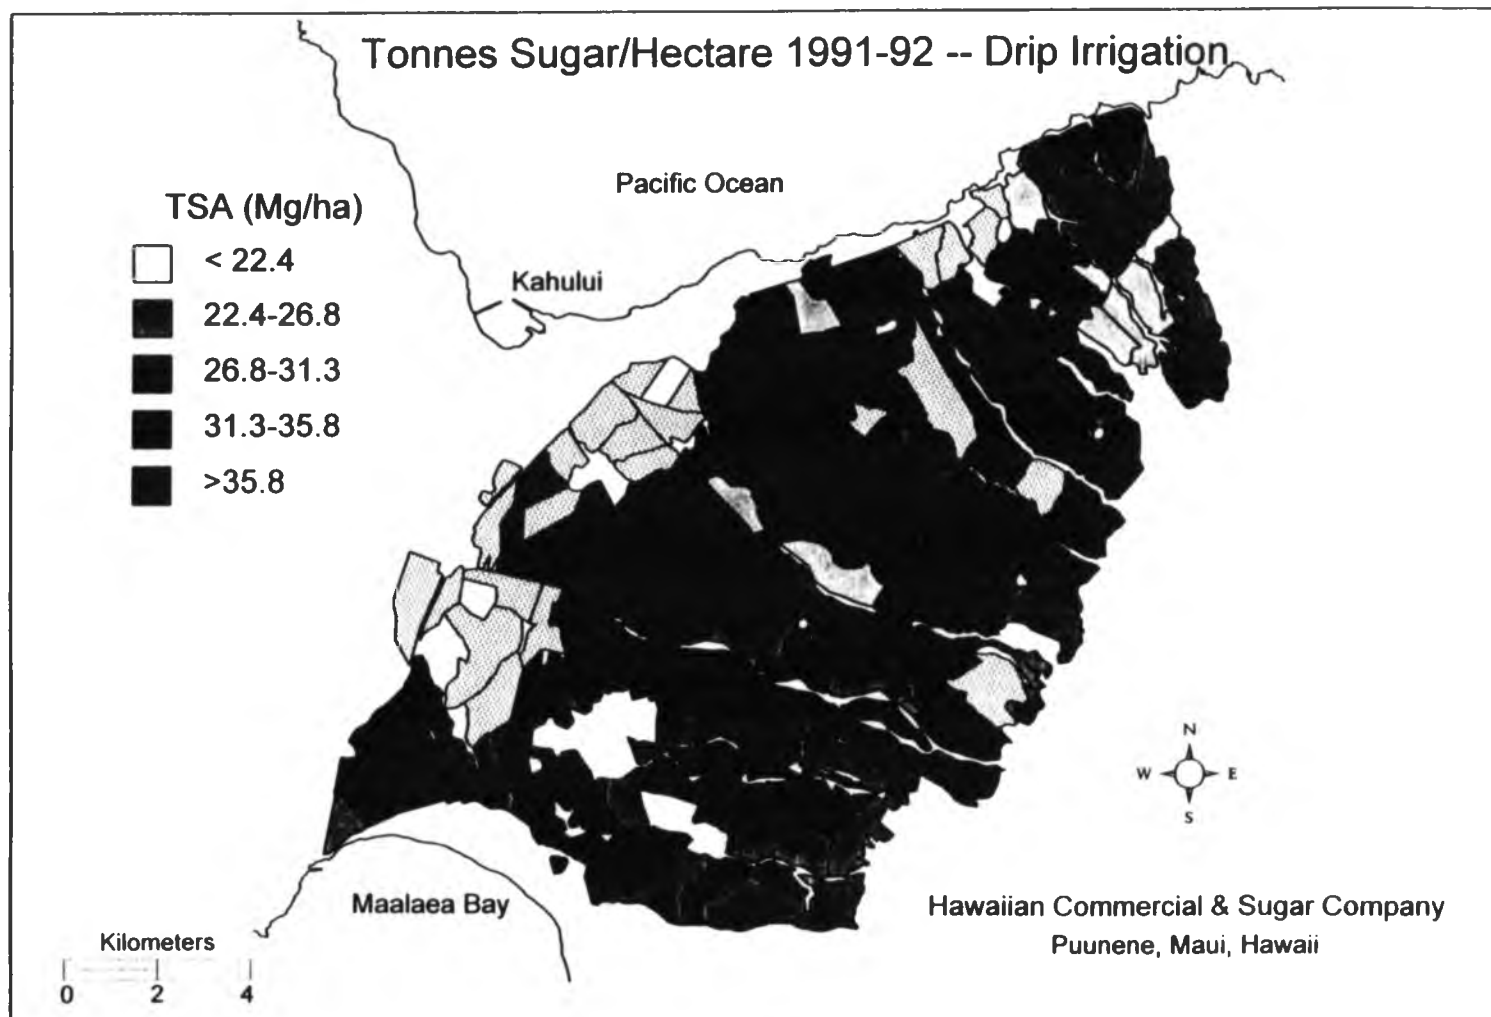 Tonnes Sugar/Hectare 1991-92 -- Drip Irrigation
Pacific Ocean
TSA (Mg/ha)
< 22.4
Kahului
22.4-26.8
26.8-31.3
31.3-35.8
>35.8
N
W E
S
Maalaea Bay
Hawaiian Commercial & Sugar Company
Puunene, Maui, Hawaii
Kilometers
0 2 4